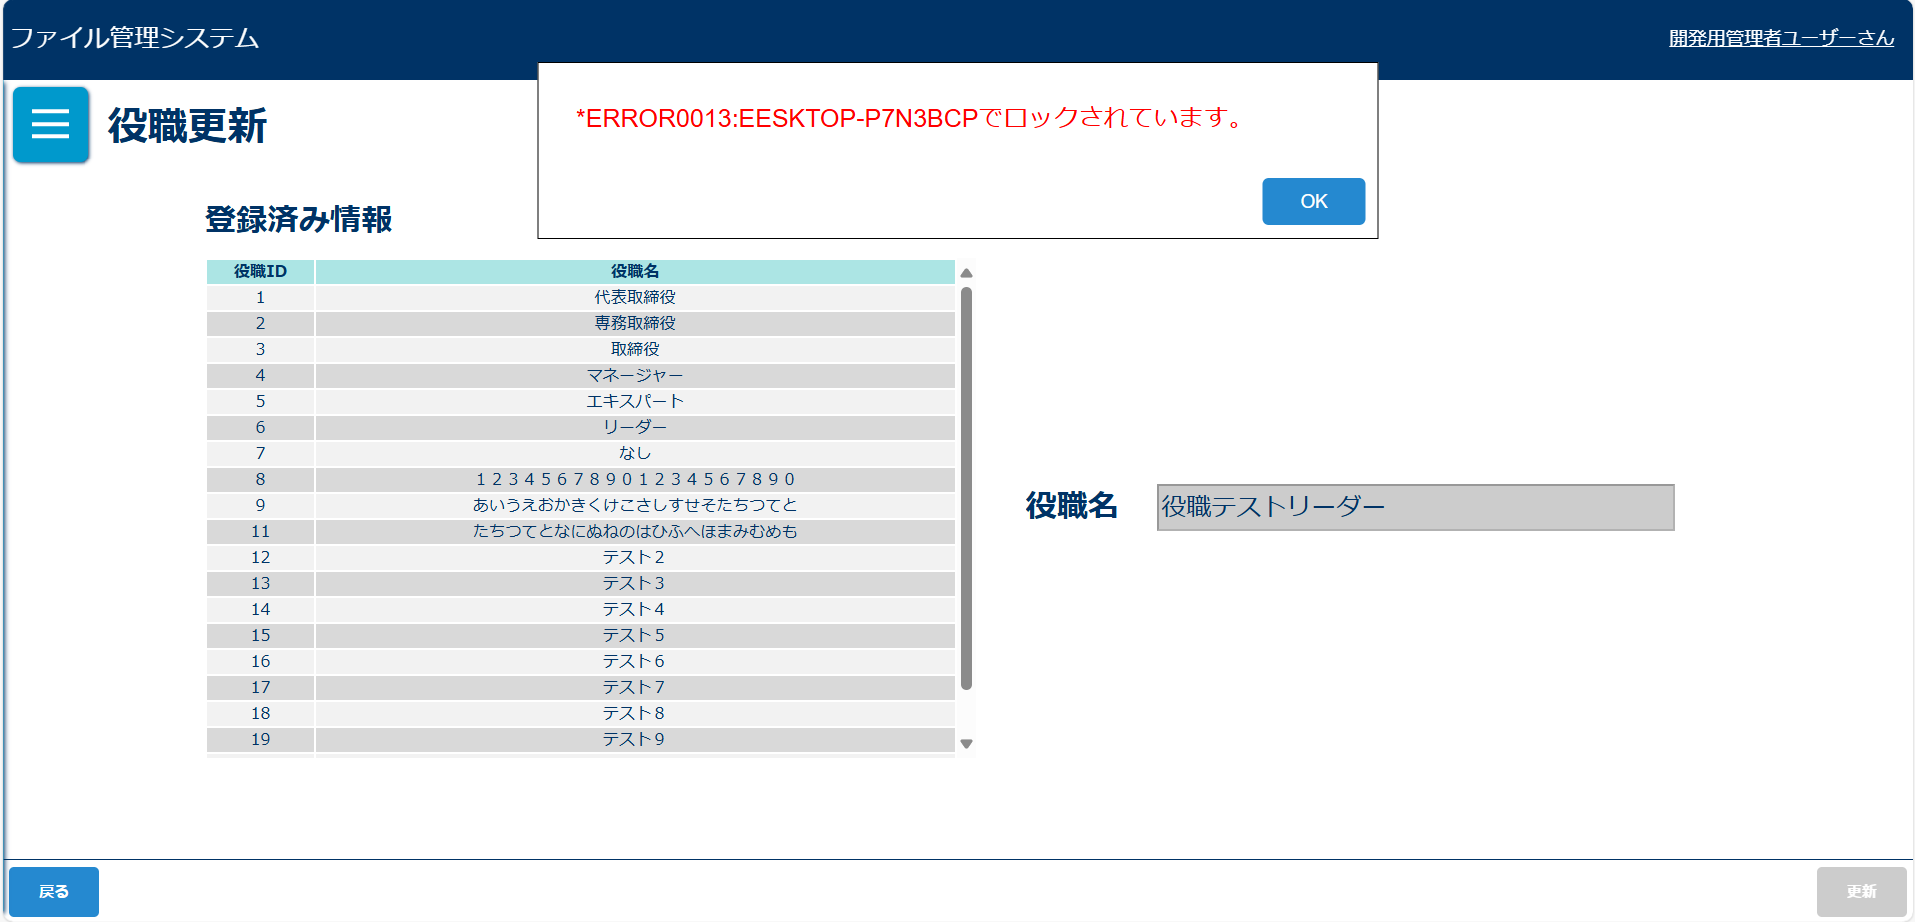 ファイル管理システム
開発用管理者ユーザーさん
*ERROR0013:EESKTOP-P7N3BCPでロックされています。
OK
役職更新
登録済み情報
役職ID 役職名
1 代表取締役
2 専務取締役
3 取締役
4 マネージャー
5 エキスパート
6 リーダー
7 なし
8 １２３４５６７８９０１２３４５６７８９０
9 あいうえおかきくけこさしすせそたちつてと
11 たちつてとなにぬねのはひふへほまみむめも
12 テスト２
13 テスト３
14 テスト４
15 テスト５
16 テスト６
17 テスト７
18 テスト８
19 テスト９
役職名 役職テストリーダー
戻る
更新